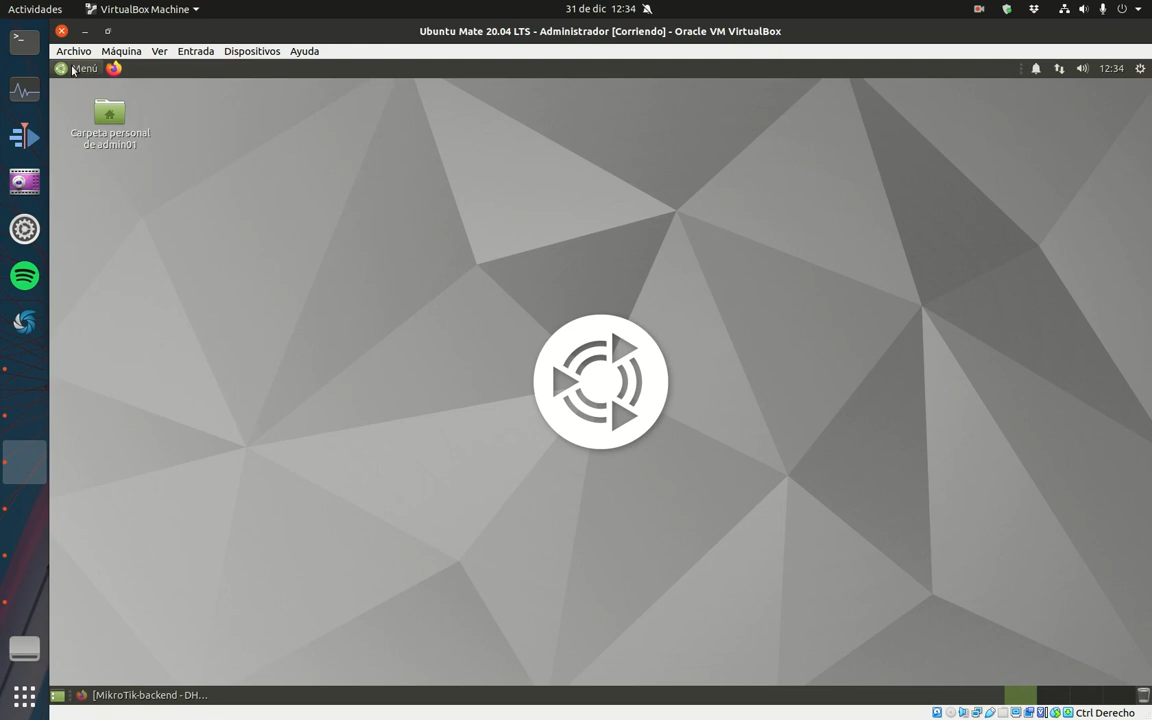 Actividades VirtualBox Machine 31 de dic 12:34
Ubuntu Mate 20.04 LTS - Administrador [Corriendo] - Oracle VM VirtualBox
Archivo Máquina Ver Entrada Dispositivos Ayuda
Menú 12:34
Carpeta personal
de admin01
[MikroTik-backend - DH...
Ctrl Derecho